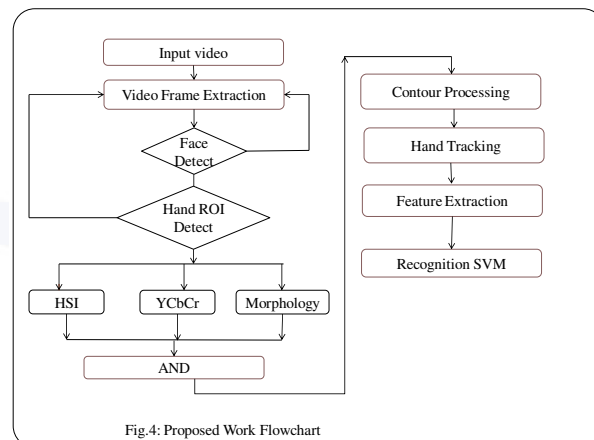 Input video
Video Frame Extraction
Face
Detect
Hand ROI
Detect
HSI
YCbCr
Morphology
AND
Contour Processing
Hand Tracking
Feature Extraction
Recognition SVM
Fig.4: Proposed Work Flowchart